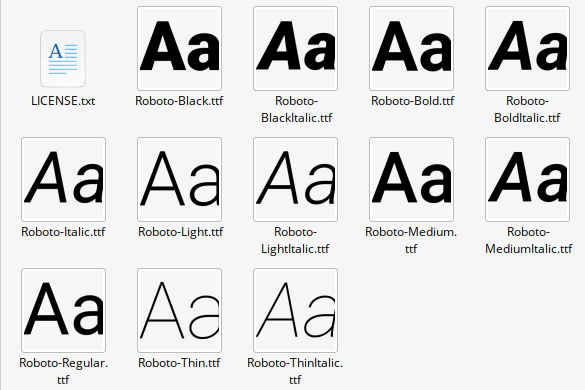 Aa Aa Aa Aa
LICENSE.txt Roboto-Black.ttf Roboto- Roboto-Bold.ttf Roboto-
BlackItalic.ttf BoldItalic.ttf
Aa Aa Aa Aa Aa
Roboto-Italic.ttf Roboto-Light.ttf Roboto- Roboto-Medium. Roboto-
LightItalic.ttf ttf MediumItalic.ttf
Aa Aa Aa
Roboto-Regular. Roboto-Thin.ttf Roboto-ThinItalic.
ttf ttf